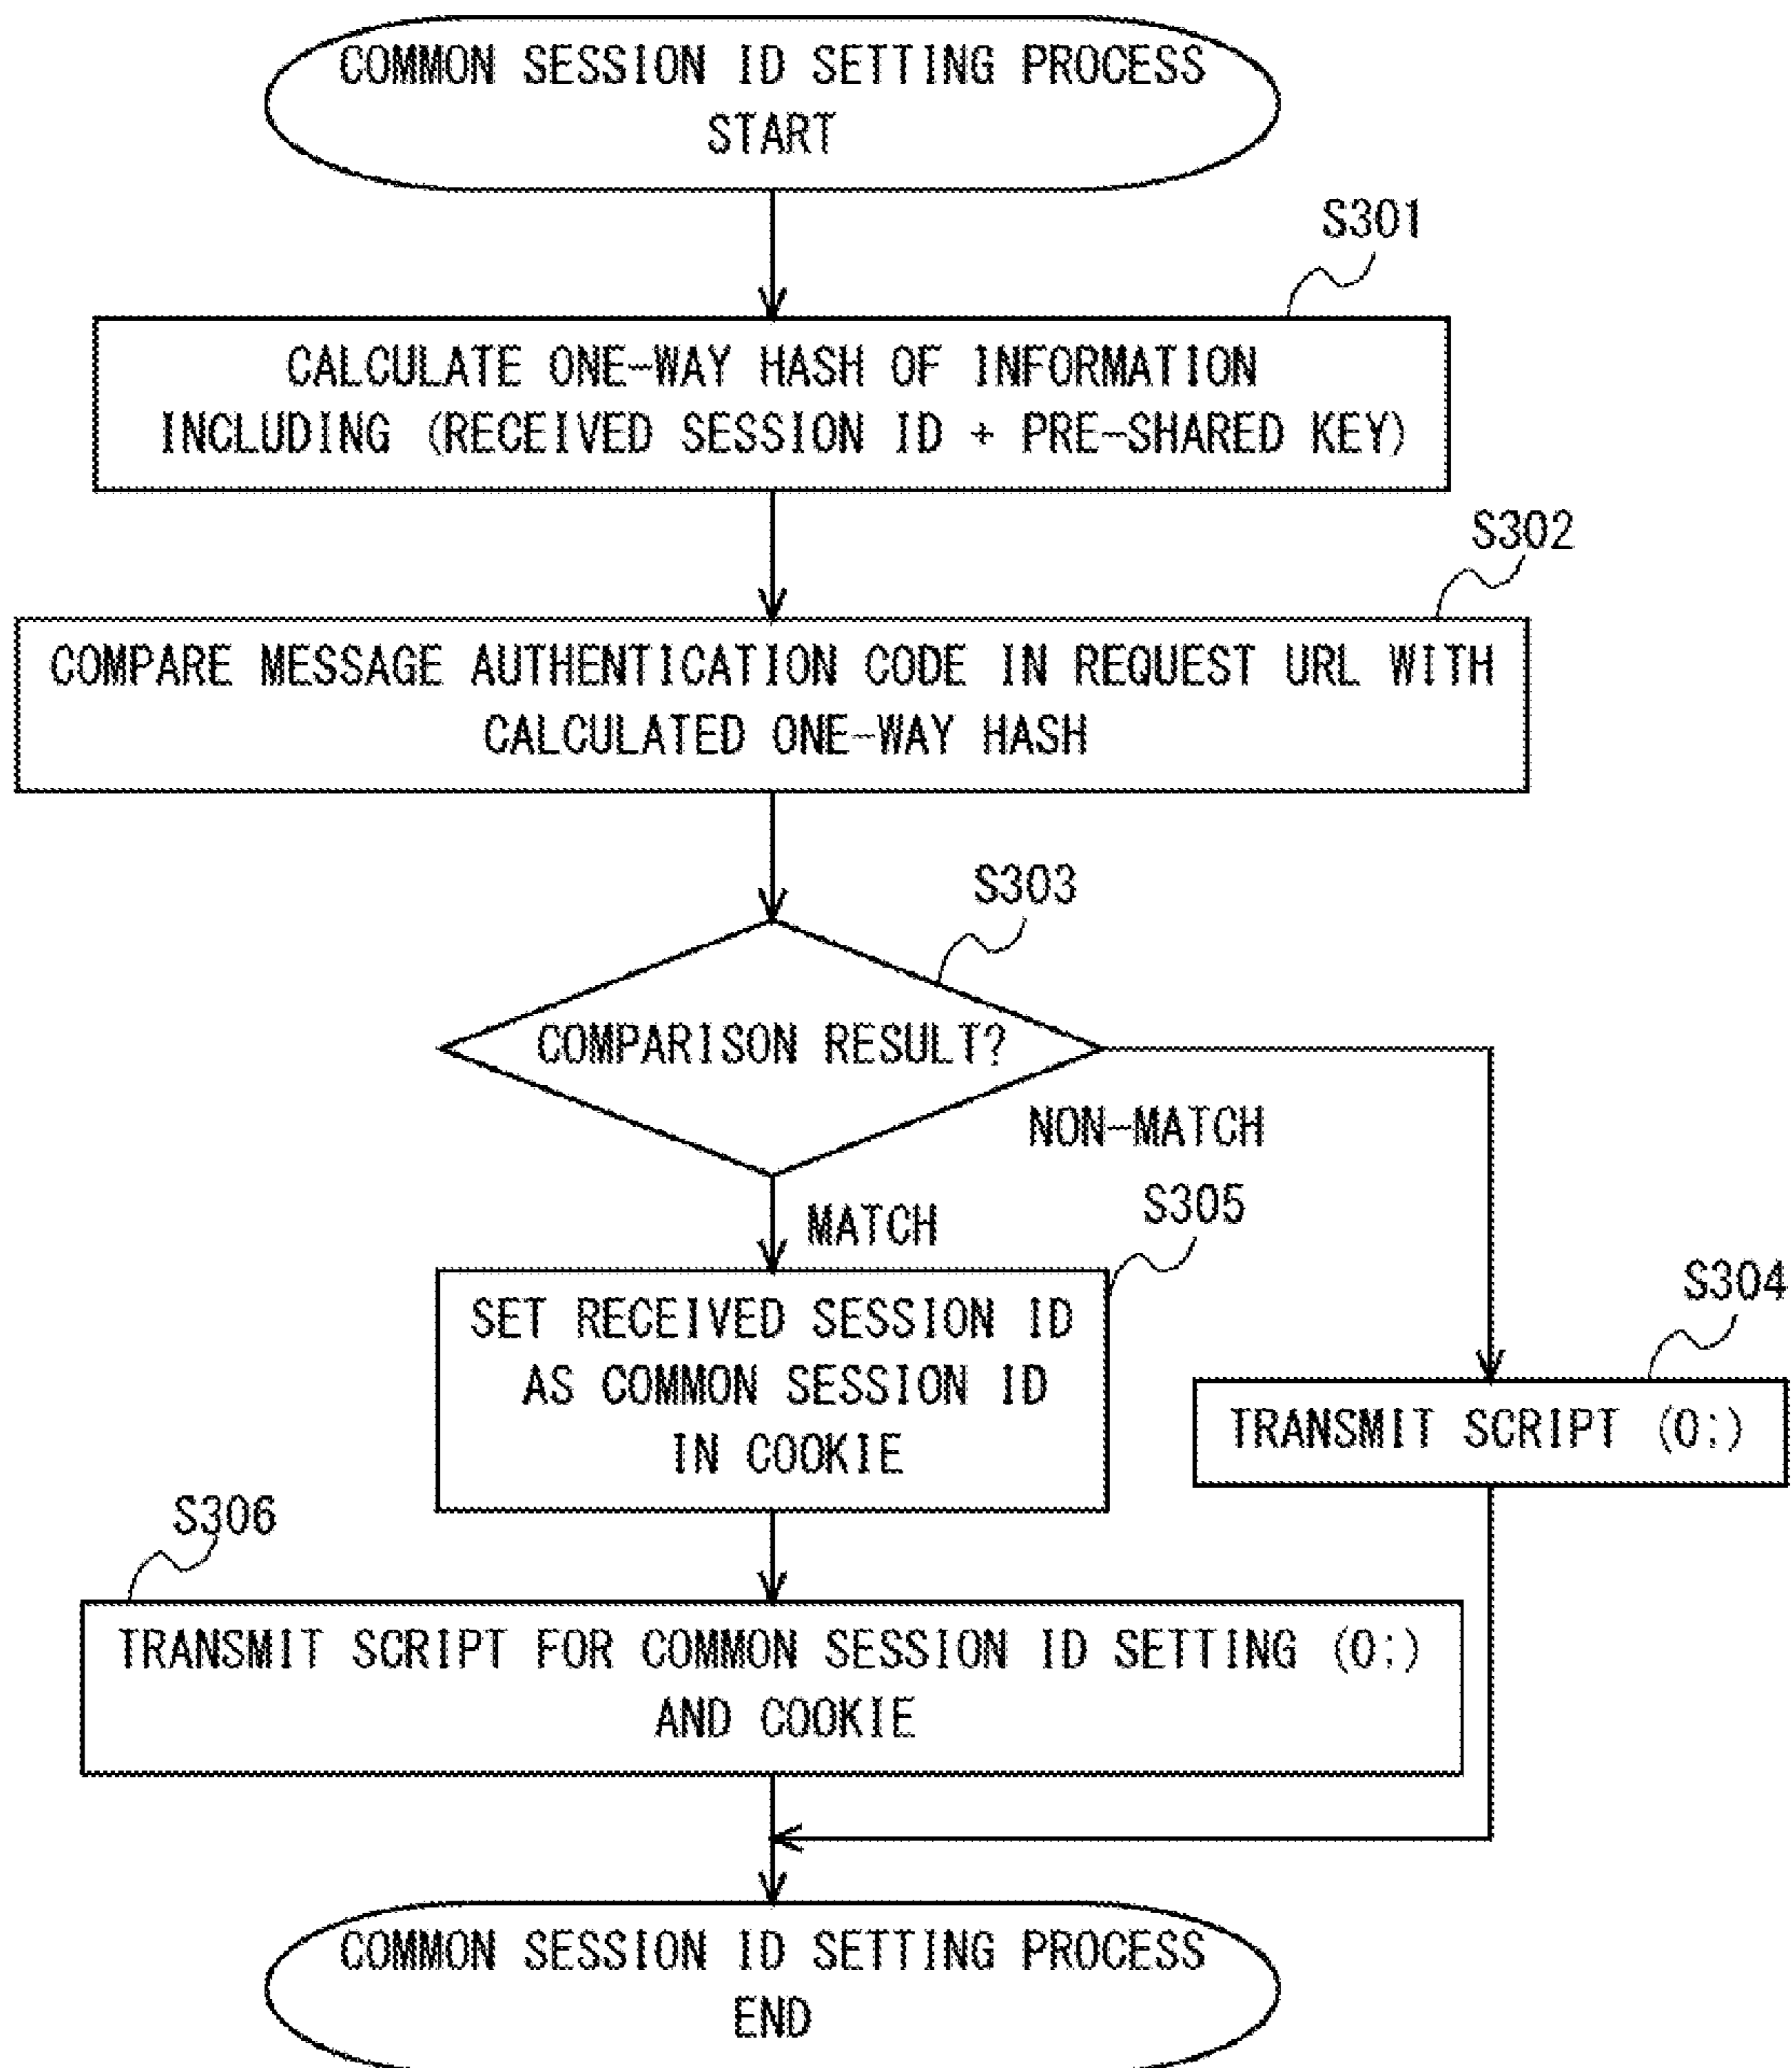 COMMON SESSION ID SETTING PROCESS
START
S301
CALCULATE ONE-WAY HASH OF INFORMATION
INCLUDING (RECEIVED SESSION ID + PRE-SHARED KEY)
S302
COMPARE MESSAGE AUTHENTICATION CODE IN REQUEST URL WITH
CALCULATED ONE-WAY HASH
S303
COMPARISON RESULT?
NON-MATCH
MATCH
S305
SET RECEIVED SESSION ID
AS COMMON SESSION ID
IN COOKIE
S304
TRANSMIT SCRIPT (0;)
S306
TRANSMIT SCRIPT FOR COMMON SESSION ID SETTING (0;)
AND COOKIE
COMMON SESSION ID SETTING PROCESS
END